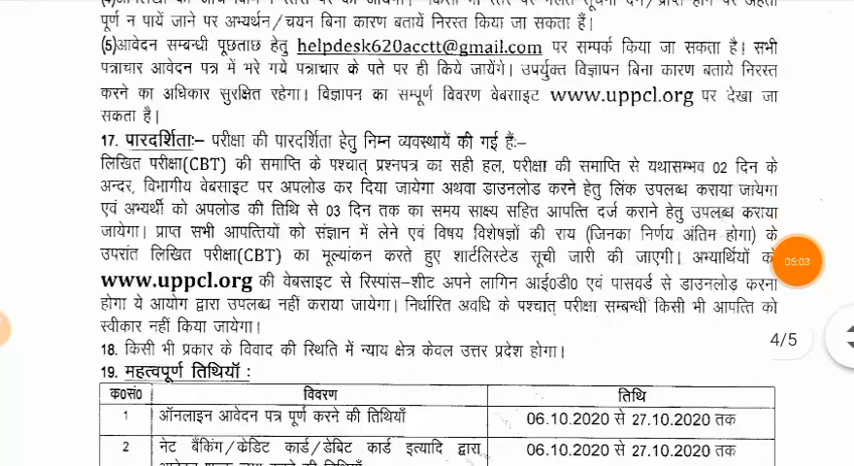 पूर्ण न पायें जाने पर अभ्यर्थन/चयन बिना कारण बतायें निरस्त किया जा सकता हैं।
(5)आवेदन सम्बन्धी पूछताछ हेतु helpdesk620acctt@gmail.com पर सम्पर्क किया जा सकता है। सभी
पत्राचार आवेदन पत्र में भरे गये पत्राचार के पते पर ही किये जायेंगे। उपर्युक्त विज्ञापन बिना कारण बताये निरस्त
करने का अधिकार सुरक्षित रहेगा। विज्ञापन का सम्पूर्ण विवरण वेबसााइट www.uppcl.org पर देखा जा
सकता है।
17. पारदर्शिताः– परीक्षा की पारदर्शिता हेतु निम्न व्यवस्थायें की गई हैंः–
लिखित परीक्षा(CBT) की समाप्ति के पश्चात् प्रश्नपत्र का सही हल, परीक्षा की समाप्ति से यथासम्भव 02 दिन के
अन्दर, विभागीय वेबसाइट पर अपलोड कर दिया जायेगा अथवा डाउनलोड करने हेतु लिंक उपलब्ध कराया जायेगा
एवं अभ्यर्थी को अपलोड की तिथि से 03 दिन तक का समय साक्ष्य सहित आपत्ति दर्ज कराने हेतु उपलब्ध कराया
जायेगा। प्राप्त सभी आपत्तियों को संज्ञान में लेने एवं विषय विशेषज्ञों की राय (जिनका निर्णय अंतिम होगा) के
उपरांत लिखित परीक्षा(CBT) का मूल्यांकन करते हुए शार्टलिस्टेड सूची जारी की जाएगी। अभ्यार्थियों को
05:03
www.uppcl.org की वेबसाइट से रिस्पांस–शीट अपने लागिन आई०डी० एवं पासवर्ड से डाउनलोड करना
होगा ये आयोग द्वारा उपलब्ध नहीं कराया जायेगा। निर्धारित अवधि के पश्चात् परीक्षा सम्बन्धी किसी भी आपत्ति को
स्वीकार नहीं किया जायेगा।
4/5
18. किसी भी प्रकार के विवाद की स्थिति में न्याय क्षेत्र केवल उत्तर प्रदेश होगा।
19. महत्वपूर्ण तिथियॉ :
क०सं० विवरण तिथि
1 ऑनलाइन आवेदन पत्र पूर्ण करने की तिथियाँ 06.10.2020 से 27.10.2020 तक
2 नेट बैंकिंग/क्रेडिट कार्ड/डेबिट कार्ड इत्यादि द्वारा 06.10.2020 से 27.10.2020 तक